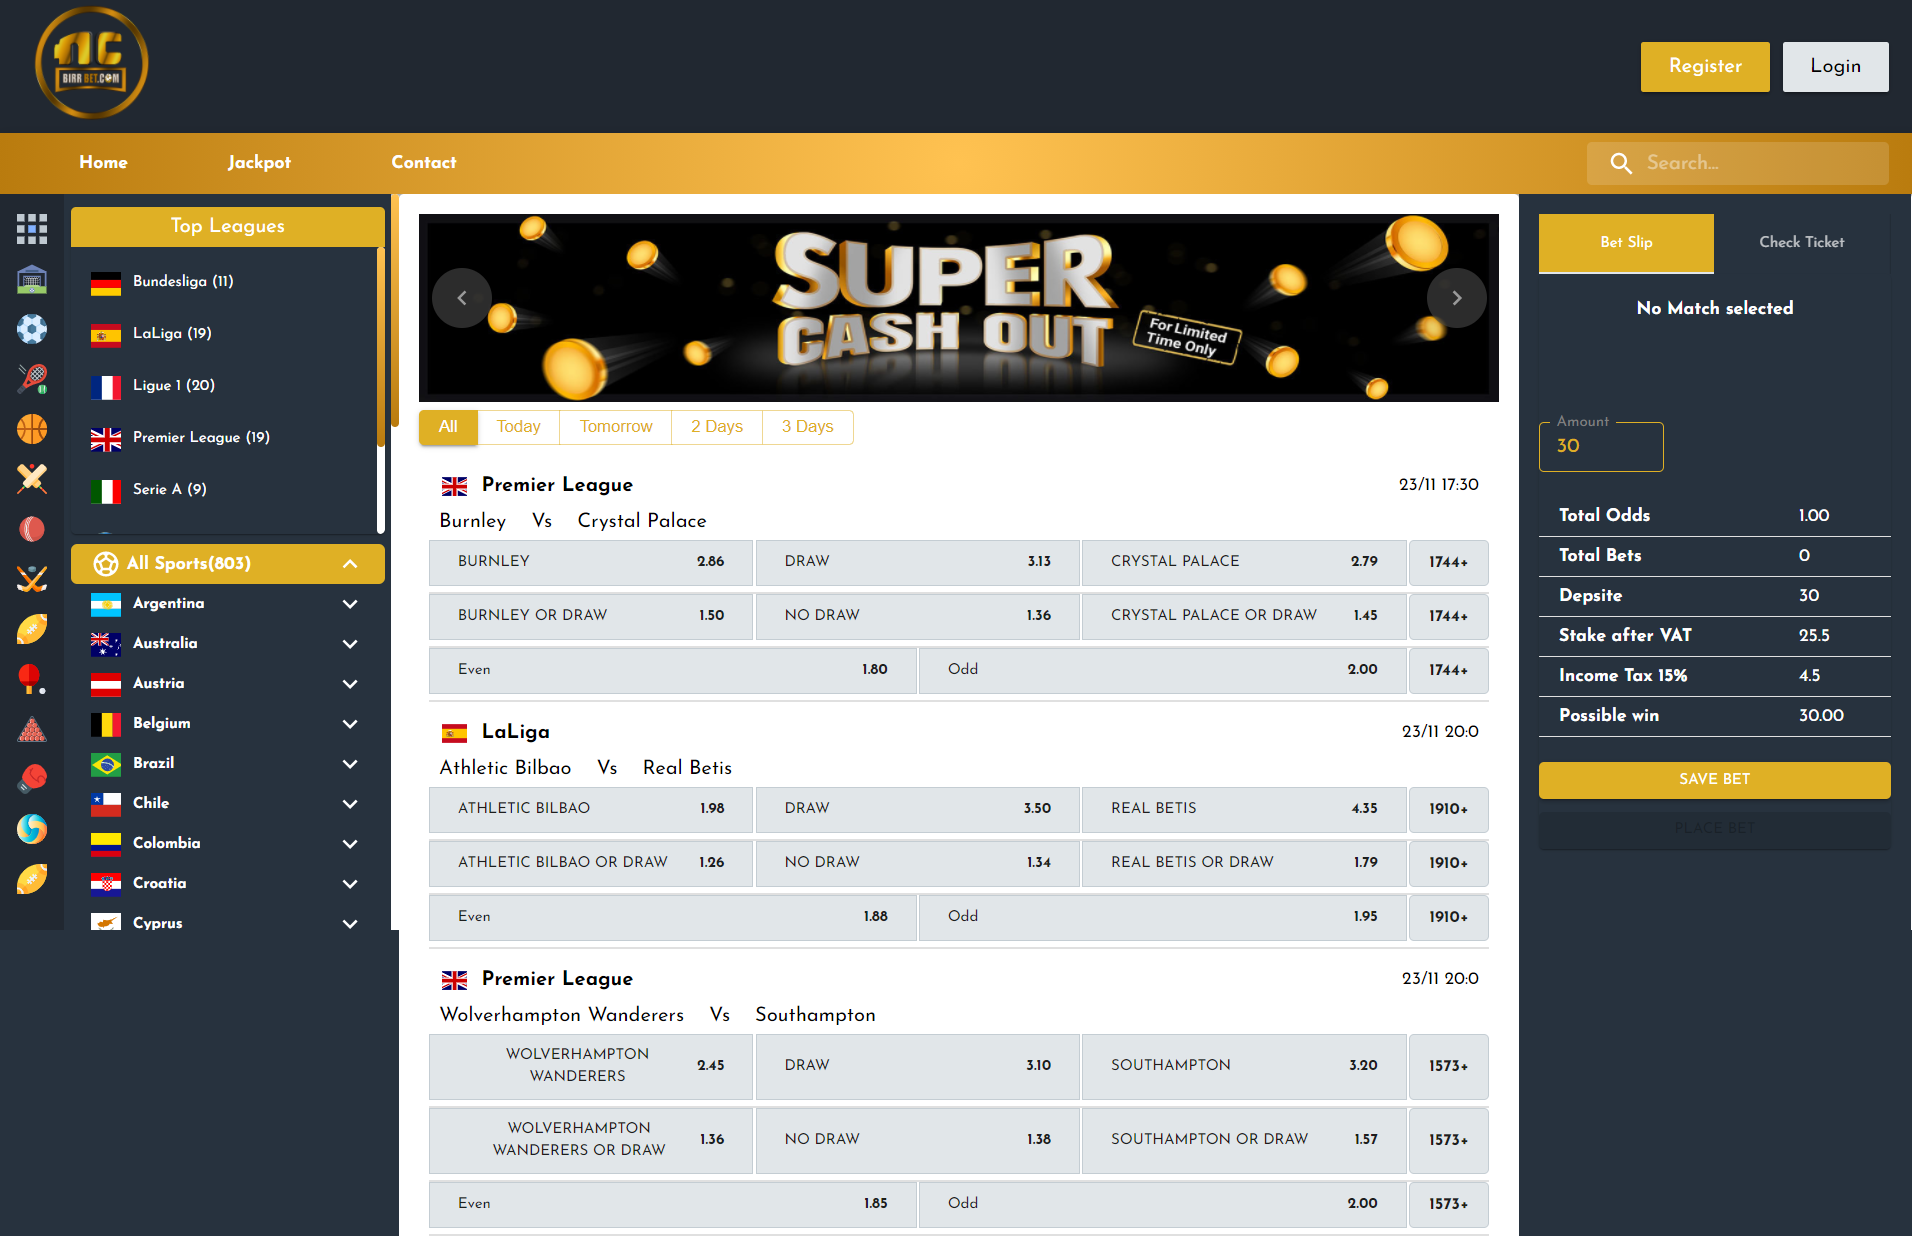 nc
BIRR BET.COM
Register
Login
Home
Jackpot
Contact
Search...
Top Leagues
Bundesliga (11)
LaLiga (19)
Ligue 1 (20)
Premier League (19)
Serie A (9)
All Sports(803)
Argentina
Australia
Austria
Belgium
Brazil
Chile
Colombia
Croatia
Cyprus
SUPER
CASH OUT
For Limited
Time Only
All
Today
Tomorrow
2 Days
3 Days
Premier League
23/11 17:30
Burnley Vs Crystal Palace
BURNLEY 2.86 DRAW 3.13 CRYSTAL PALACE 2.79 1744+
BURNLEY OR DRAW 1.50 NO DRAW 1.36 CRYSTAL PALACE OR DRAW 1.45 1744+
Even 1.80 Odd 2.00 1744+
LaLiga
23/11 20:0
Athletic Bilbao Vs Real Betis
ATHLETIC BILBAO 1.98 DRAW 3.50 REAL BETIS 4.35 1910+
ATHLETIC BILBAO OR DRAW 1.26 NO DRAW 1.34 REAL BETIS OR DRAW 1.79 1910+
Even 1.88 Odd 1.95 1910+
Premier League
23/11 20:0
Wolverhampton Wanderers Vs Southampton
WOLVERHAMPTON
WANDERERS 2.45 DRAW 3.10 SOUTHAMPTON 3.20 1573+
WOLVERHAMPTON
WANDERERS OR DRAW 1.36 NO DRAW 1.38 SOUTHAMPTON OR DRAW 1.57 1573+
Even 1.85 Odd 2.00 1573+
Bet Slip
Check Ticket
No Match selected
Amount
30
Total Odds 1.00
Total Bets 0
Depsite 30
Stake after VAT 25.5
Income Tax 15% 4.5
Possible win 30.00
SAVE BET
PLACE BET